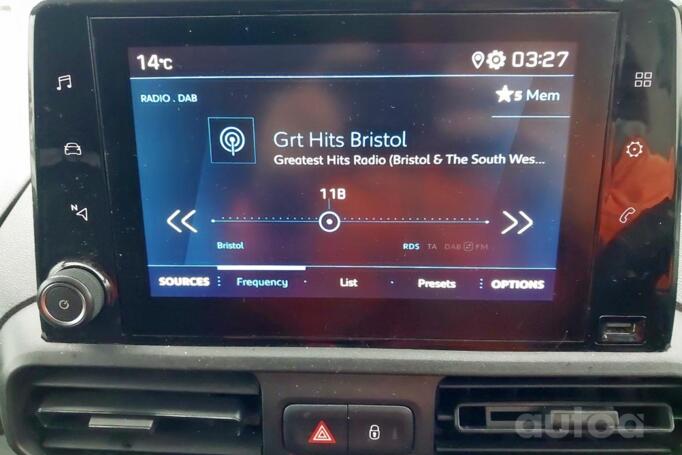 14°C 03:27
RADIO . DAB ★5 Mem
Grt Hits Bristol
Greatest Hits Radio (Bristol & The South Wes...
11B
Bristol RDS TA DAB FM
SOURCES Frequency List Presets OPTIONS
N
autoa